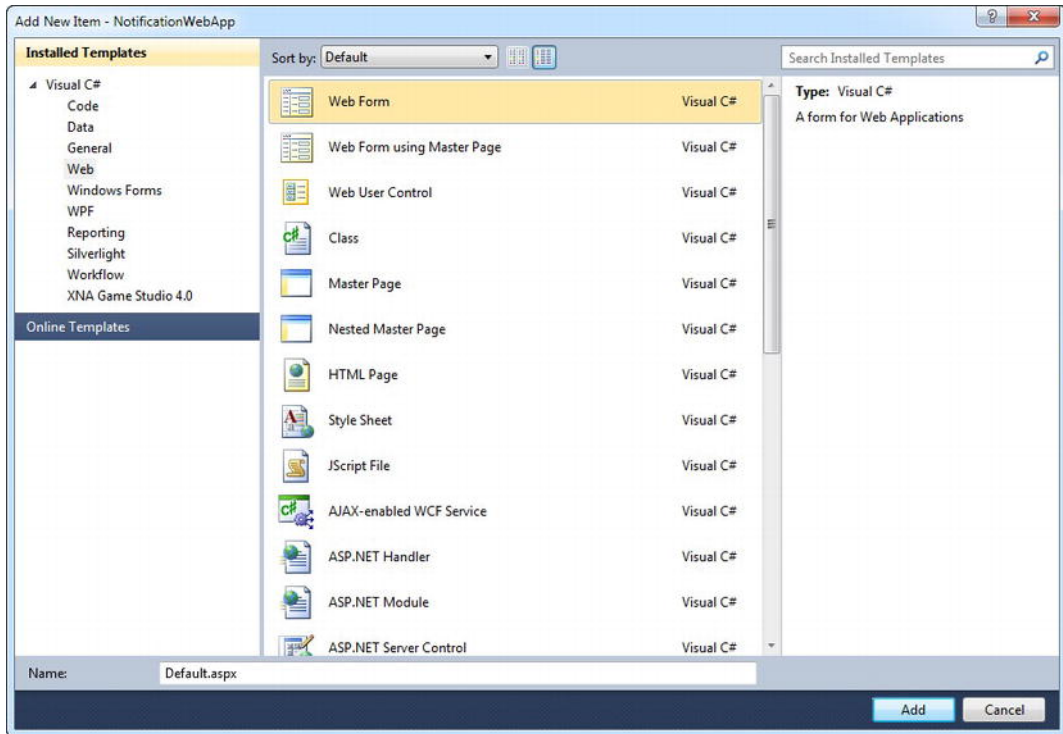 Add New Item - NotificationWebApp
Installed Templates
Visual C#
Code
Data
General
Web
Windows Forms
WPF
Reporting
Silverlight
Workflow
XNA Game Studio 4.0
Online Templates
Sort by: Default
Web Form Visual C#
Web Form using Master Page Visual C#
Web User Control Visual C#
Class Visual C#
Master Page Visual C#
Nested Master Page Visual C#
HTML Page Visual C#
Style Sheet Visual C#
JScript File Visual C#
AJAX-enabled WCF Service Visual C#
ASP.NET Handler Visual C#
ASP.NET Module Visual C#
ASP.NET Server Control Visual C#
Search Installed Templates
Type: Visual C#
A form for Web Applications
Name: Default.aspx
Add Cancel